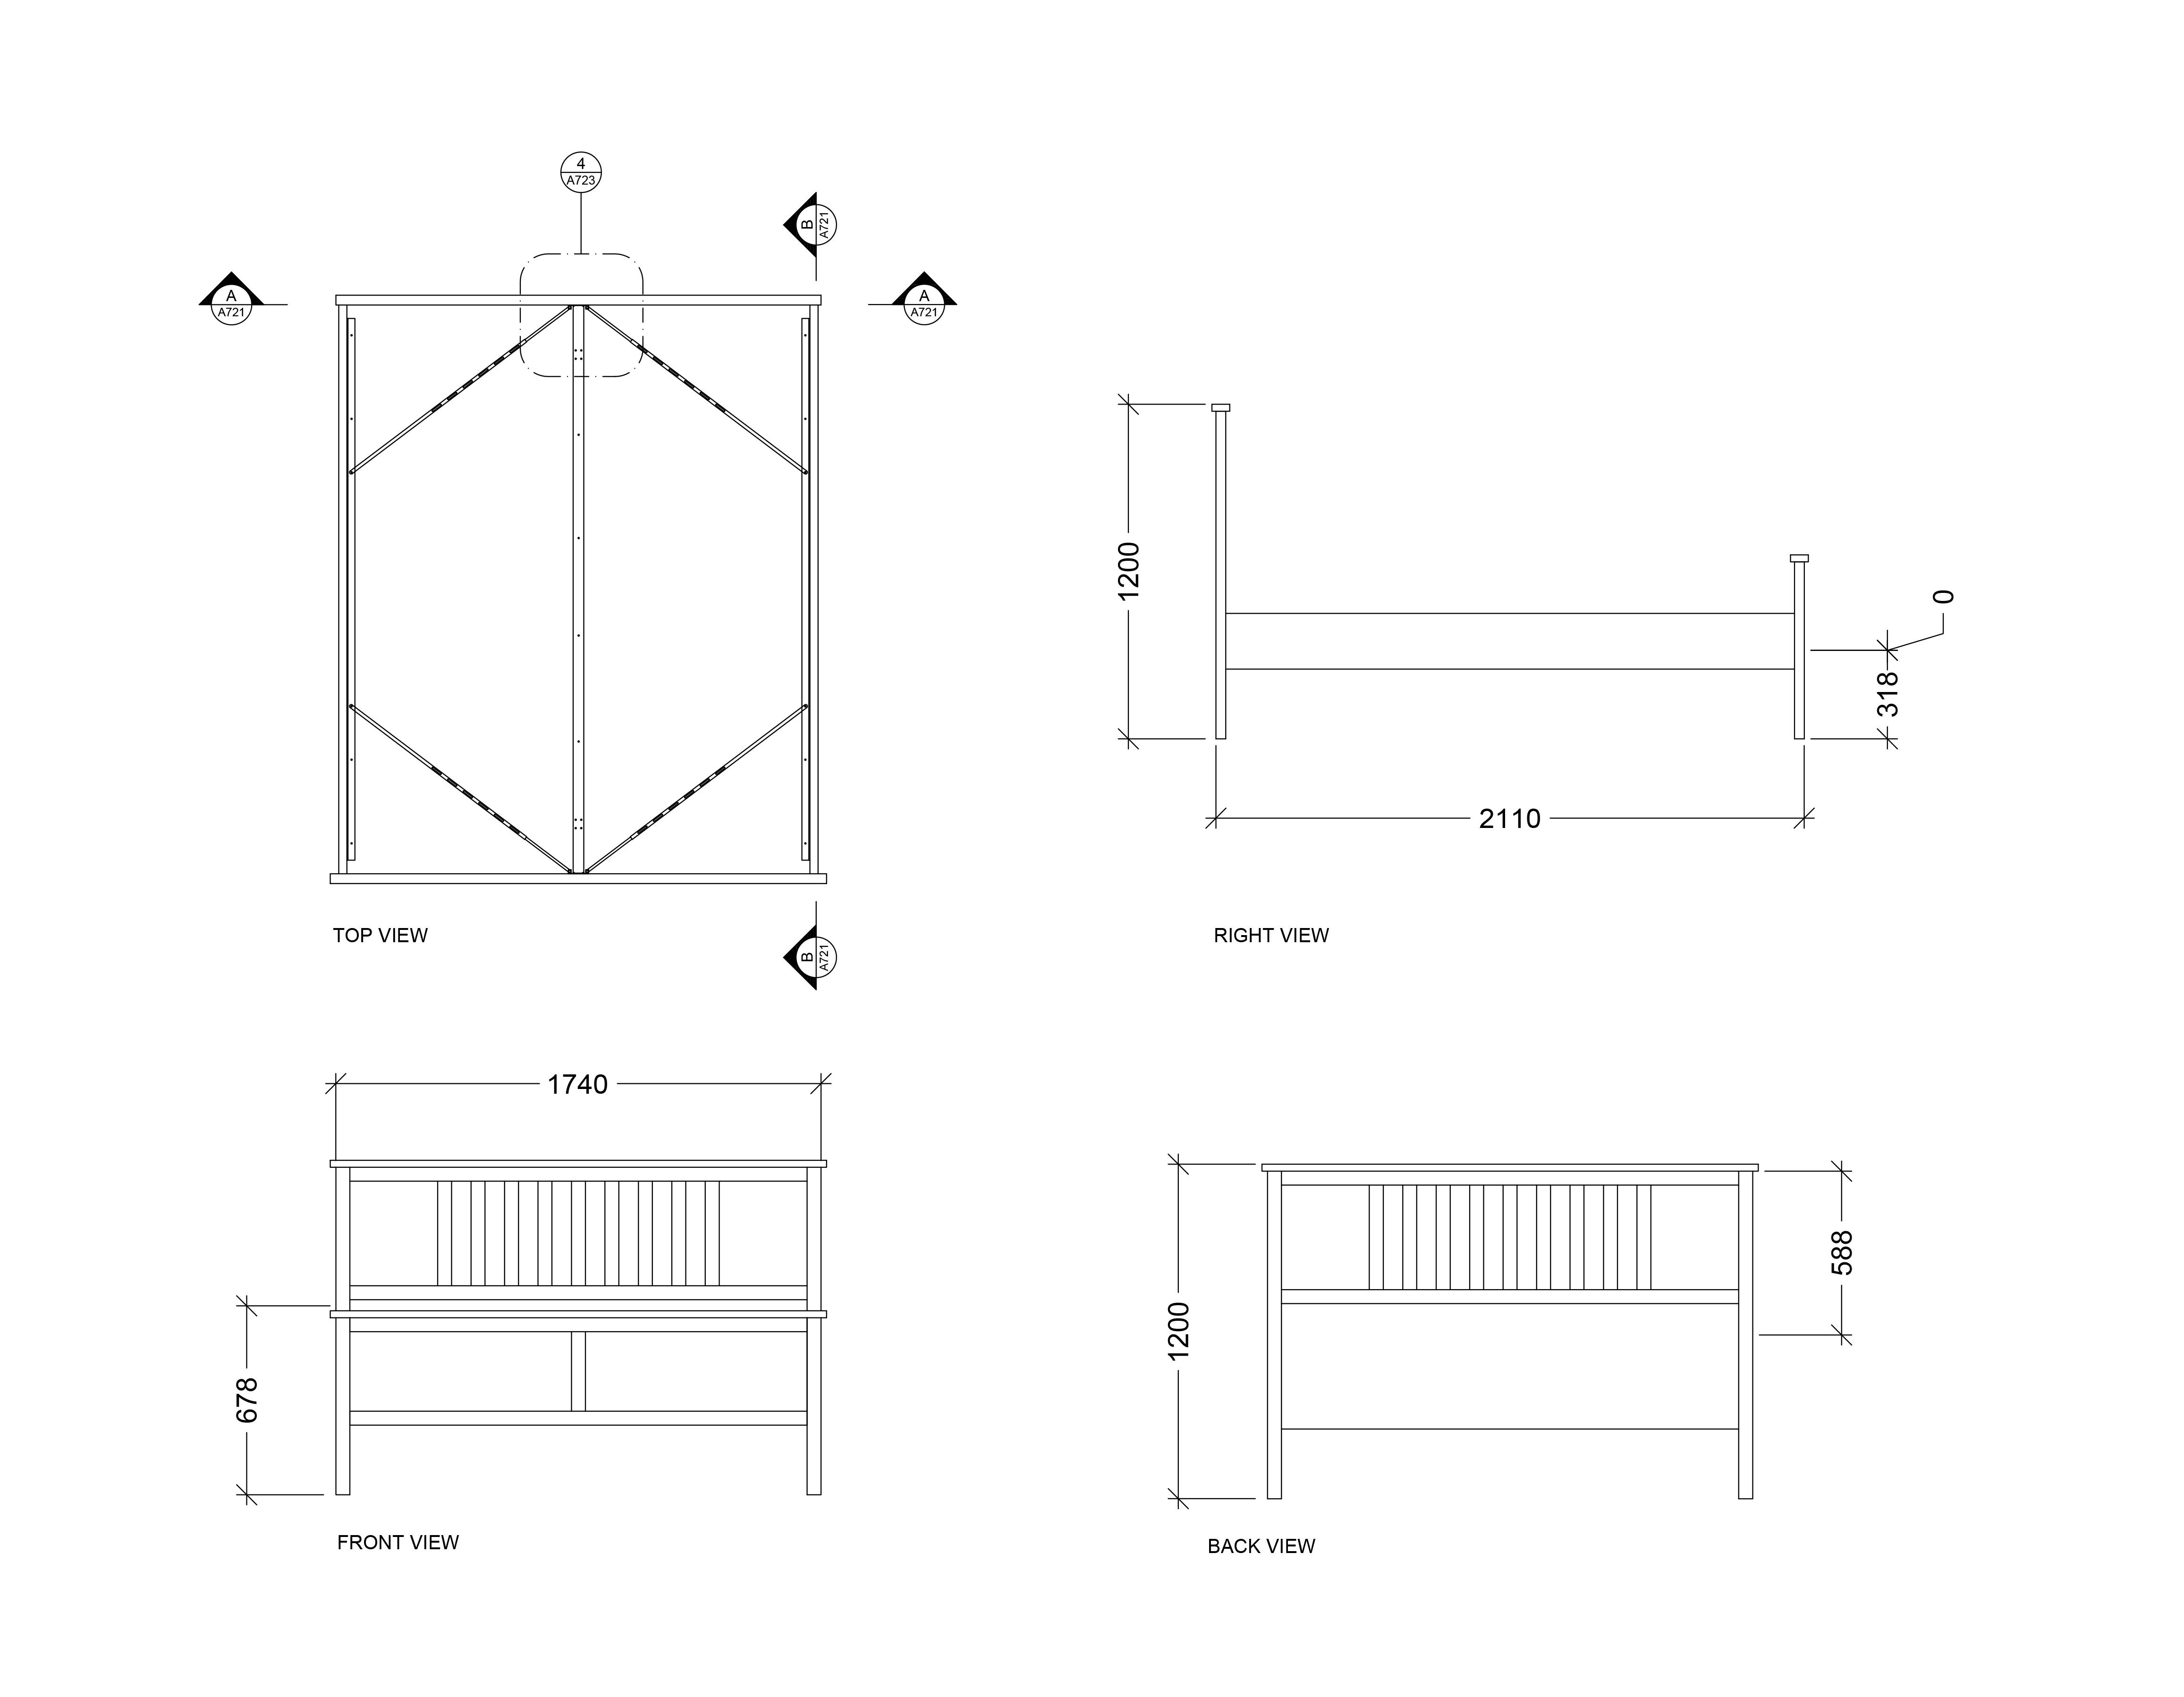 4
A723
B
A721
A
A721
A
A721
TOP VIEW
B
A721
1200
0
318
2110
RIGHT VIEW
1740
678
FRONT VIEW
1200
588
BACK VIEW